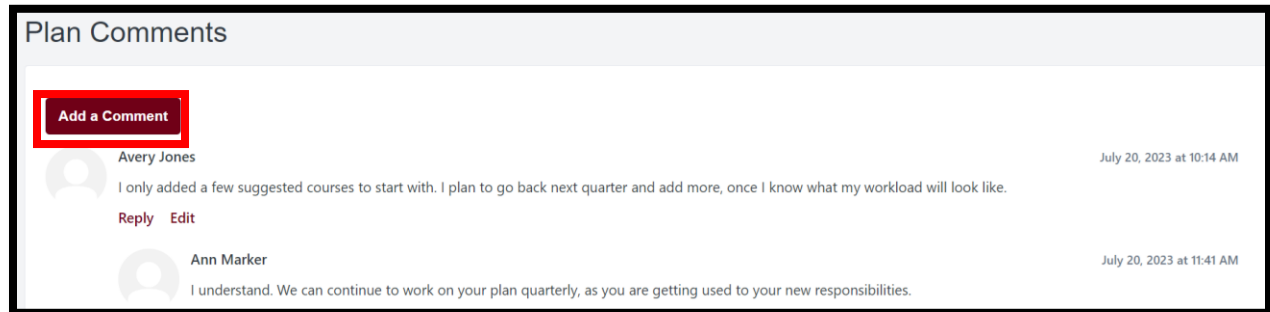 Plan Comments
Add a Comment
Avery Jones July 20, 2023 at 10:14 AM
I only added a few suggested courses to start with. I plan to go back next quarter and add more, once I know what my workload will look like.
Reply Edit
Ann Marker July 20, 2023 at 11:41 AM
I understand. We can continue to work on your plan quarterly, as you are getting used to your new responsibilities.